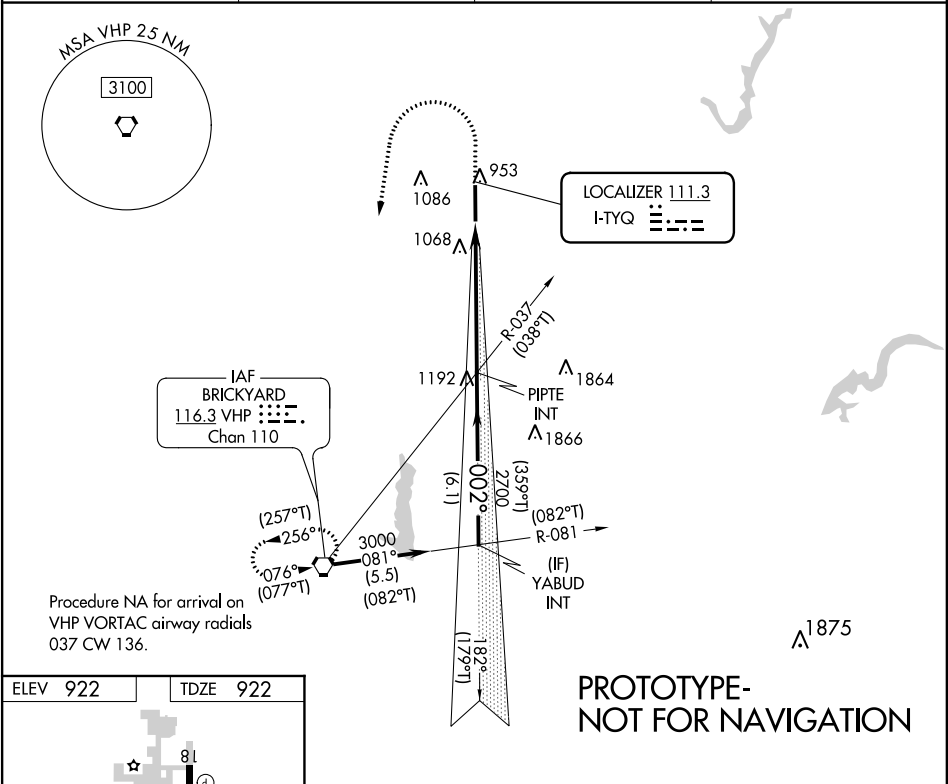 MSA VHP 25 NM
3100
953
1086
1068
LOCALIZER 111.3
I-TYQ
R-037
(038°T)
1192
1864
PIPTE
INT
1866
IAF
BRICKYARD
116.3 VHP
Chan 110
002°
(6.1)
2700
(359°T)
(082°T)
R-081
(257°T)
256°
076°
(077°T)
3000
081°
(5.5)
(082°T)
(IF)
YABUD
INT
Procedure NA for arrival on
VHP VORTAC airway radials
037 CW 136.
182°
(179°T)
1875
PROTOTYPE-
NOT FOR NAVIGATION
ELEV 922
TDZE 922
18
P